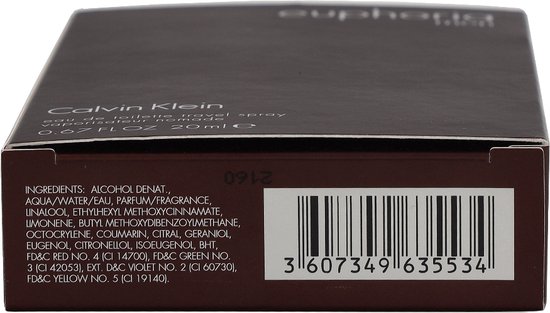 euphoria
men
Calvin Klein
eau de toilette travel spray
vaporisateur nomade
0.67 FL OZ 20ml ℮
2160
INGREDIENTS: ALCOHOL DENAT.,
AQUA/WATER/EAU, PARFUM/FRAGRANCE,
LINALOOL, ETHYLHEXYL METHOXYCINNAMATE,
LIMONENE, BUTYL METHOXYDIBENZOYLMETHANE,
OCTOCRYLENE, COUMARIN, CITRAL, GERANIOL,
EUGENOL, CITRONELLOL, ISOEUGENOL, BHT,
FD&C RED NO. 4 (CI 14700), FD&C GREEN NO.
3 (CI 42053), EXT. D&C VIOLET NO. 2 (CI 60730),
FD&C YELLOW NO. 5 (CI 19140).
3 607349 635534